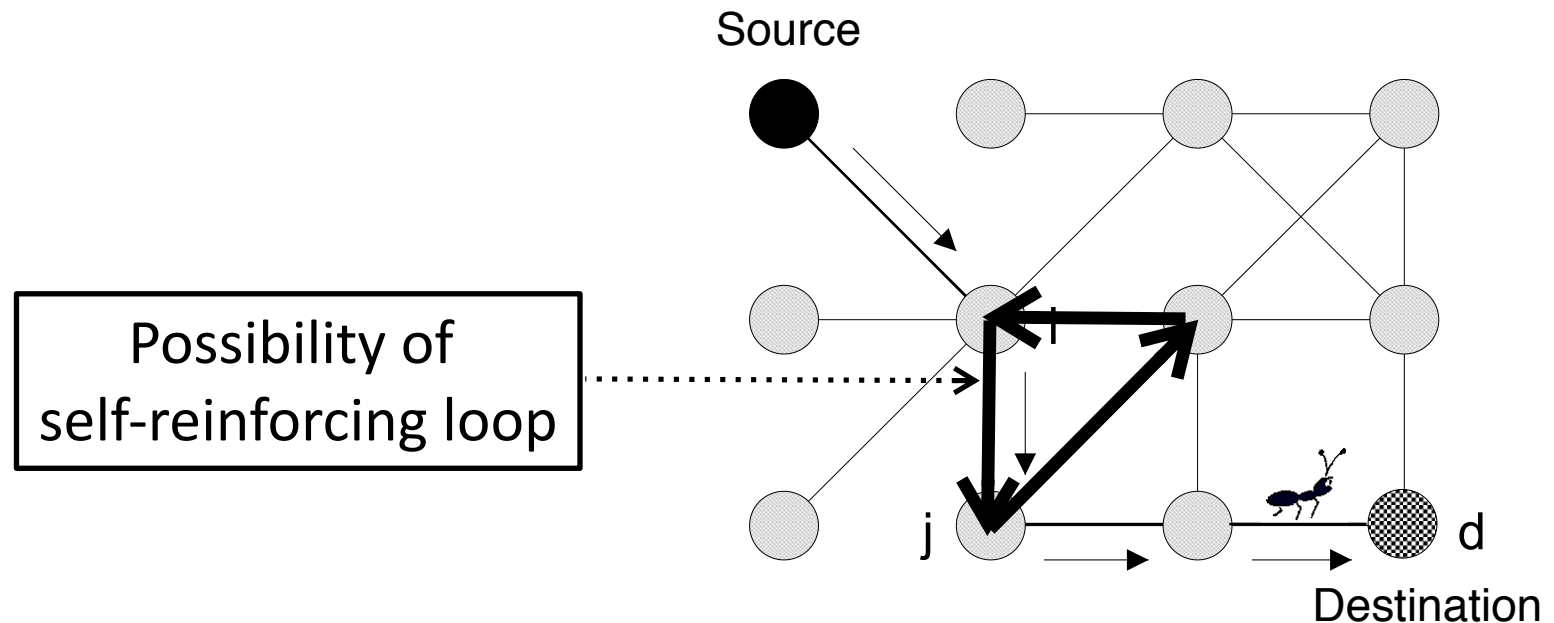 Source
Possibility of
self-reinforcing loop
j
d
Destination